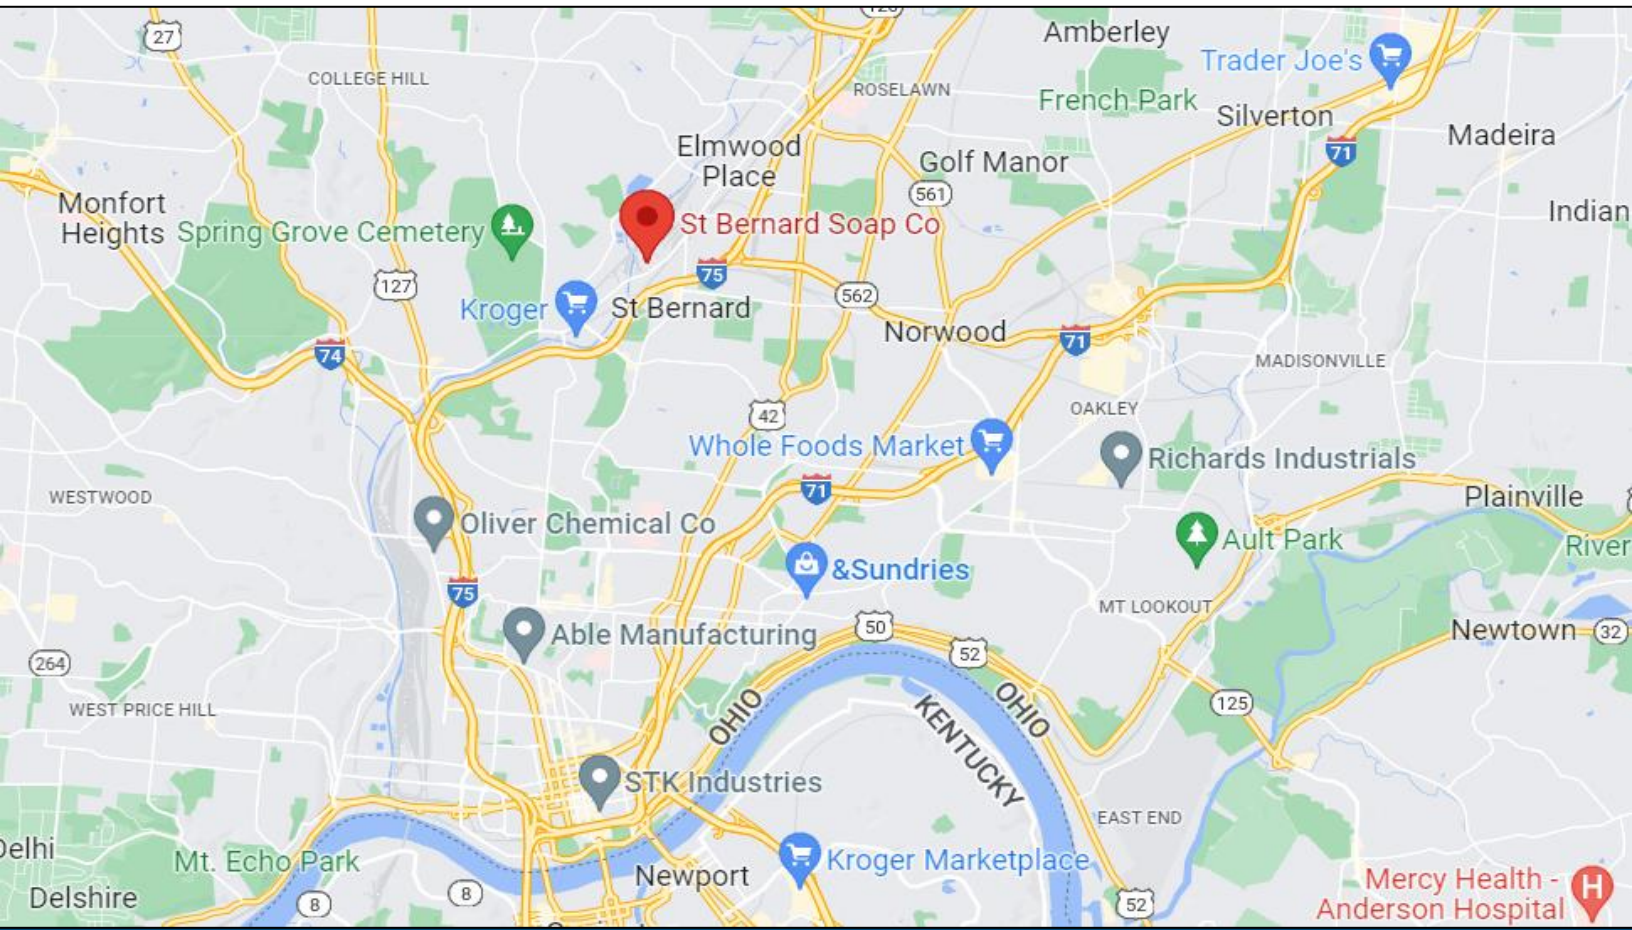 27
COLLEGE HILL
Amberley
Trader Joe's
ROSELAWN
French Park
Silverton
Madeira
71
Elmwood
Place
Golf Manor
561
Monfort
Heights
Spring Grove Cemetery
St Bernard Soap Co
Indian
127
75
562
Kroger
St Bernard
Norwood
71
74
MADISONVILLE
42
OAKLEY
Whole Foods Market
Richards Industrials
71
WESTWOOD
Plainville
Oliver Chemical Co
Ault Park
River
&Sundries
75
MT LOOKOUT
50
Able Manufacturing
52
Newtown
32
264
OHIO
OHIO
KENTUCKY
125
WEST PRICE HILL
STK Industries
EAST END
Delhi
Mt. Echo Park
Newport
Kroger Marketplace
Delshire
8
8
52
Mercy Health -
Anderson Hospital